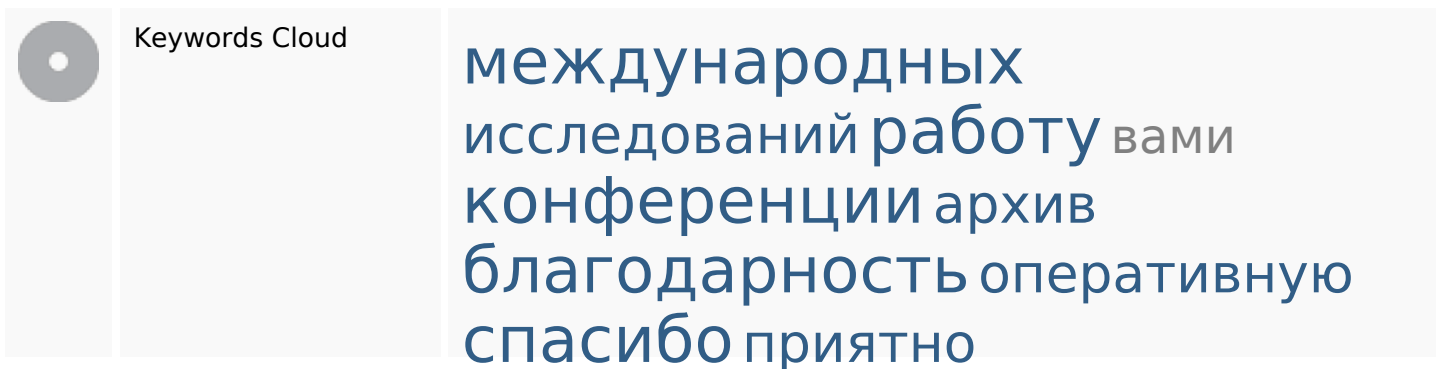 Keywords Cloud
международных
исследований работу вами
конференции архив
благодарность оперативную
спасибо приятно